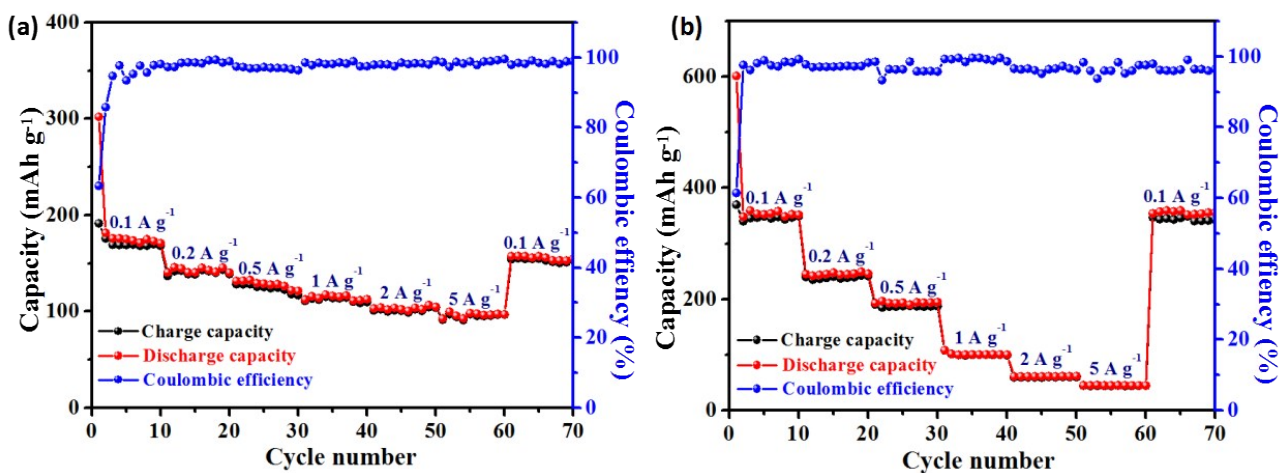 (a)
400
300
200
100
0
Capacity (mAh g⁻¹)
0.1 A g⁻¹
0.2 A g⁻¹
0.5 A g⁻¹
1 A g⁻¹
2 A g⁻¹
5 A g⁻¹
0.1 A g⁻¹
Charge capacity
Discharge capacity
Coulombic efficiency
0 10 20 30 40 50 60 70
Cycle number
100
80
60
40
20
0
Coulombic effiency (%)
(b)
600
400
200
0
Capacity (mAh g⁻¹)
0.1 A g⁻¹
0.2 A g⁻¹
0.5 A g⁻¹
1 A g⁻¹
2 A g⁻¹
5 A g⁻¹
0.1 A g⁻¹
Charge capacity
Discharge capacity
Coulombic efficiency
0 10 20 30 40 50 60 70
Cycle number
100
80
60
40
20
0
Coulombic effiency (%)